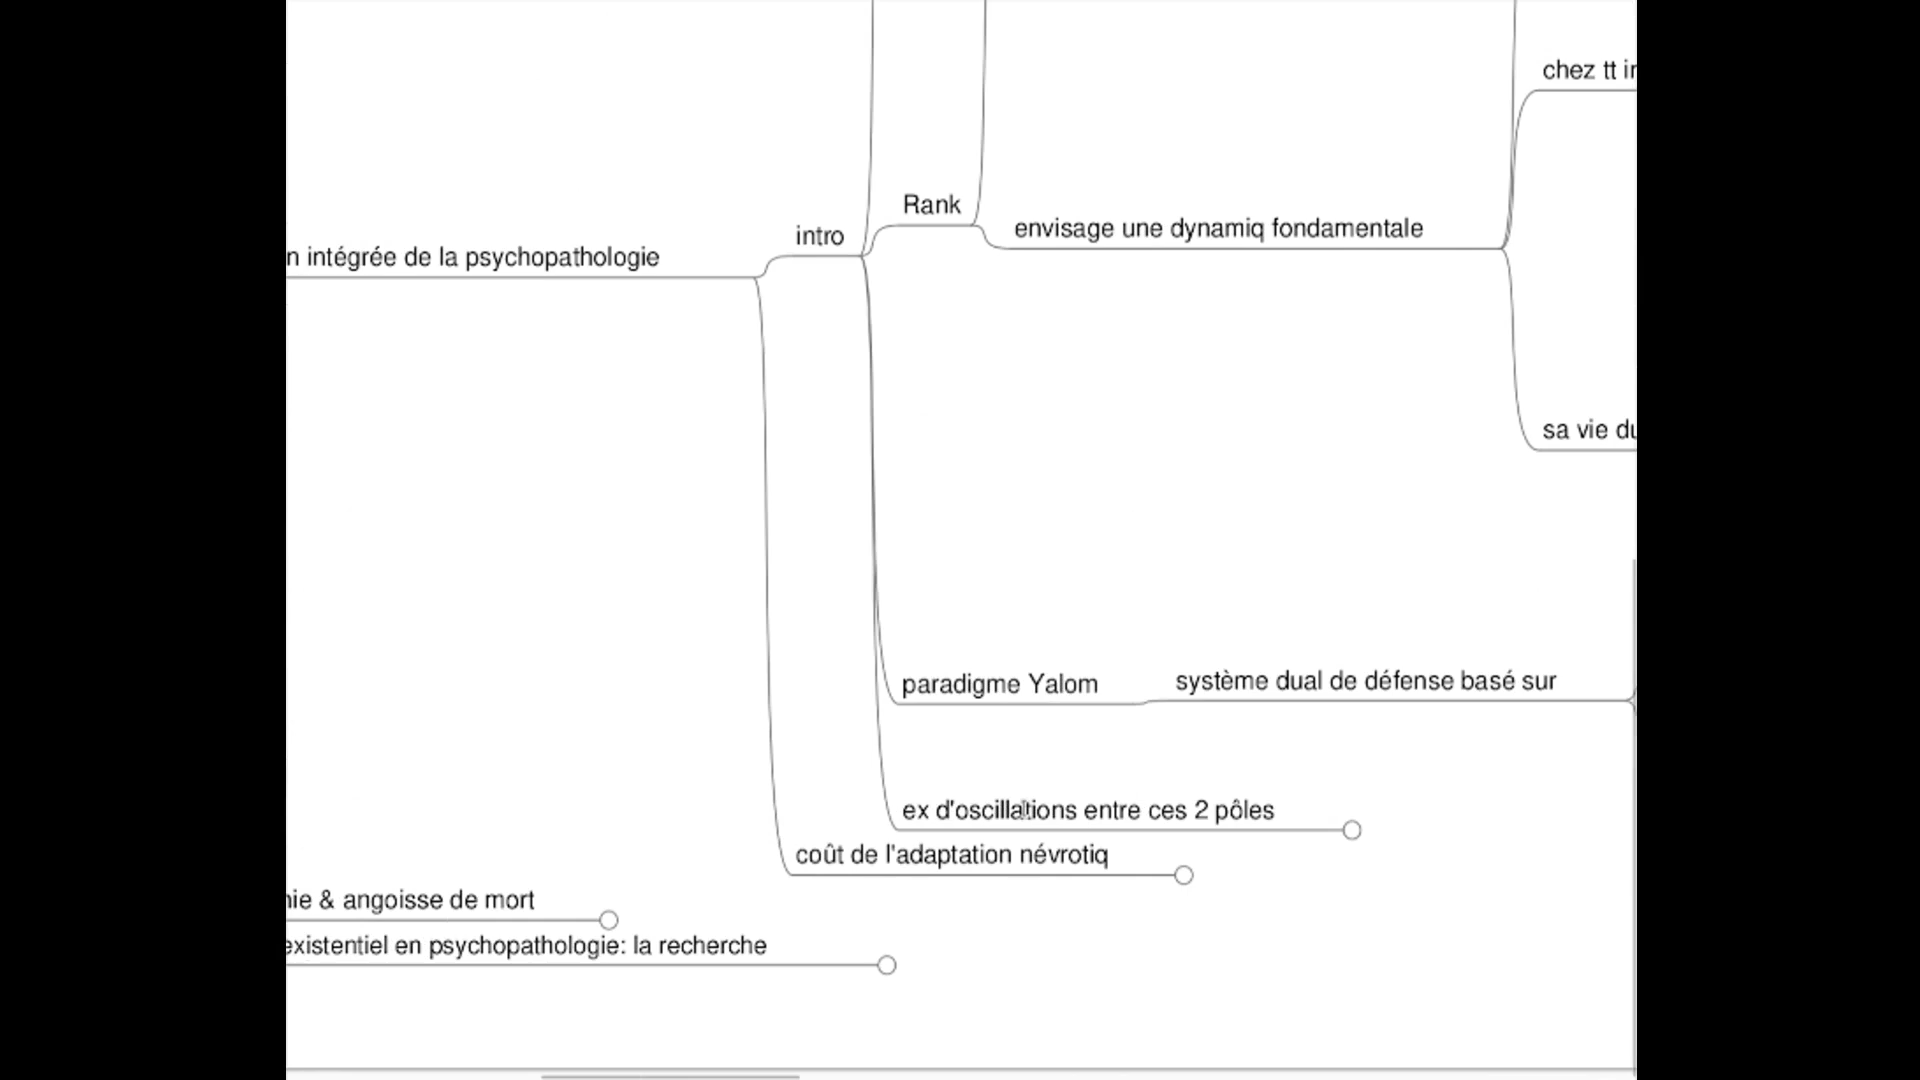 chez tt
Rank
envisage une dynamiq fondamentale
intro
n intégrée de la psychopathologie
sa vie du
paradigme Yalom
système dual de défense basé sur
ex d'oscillations entre ces 2 pôles
coût de l'adaptation névrotiq
nie & angoisse de mort
existentiel en psychopathologie: la recherche